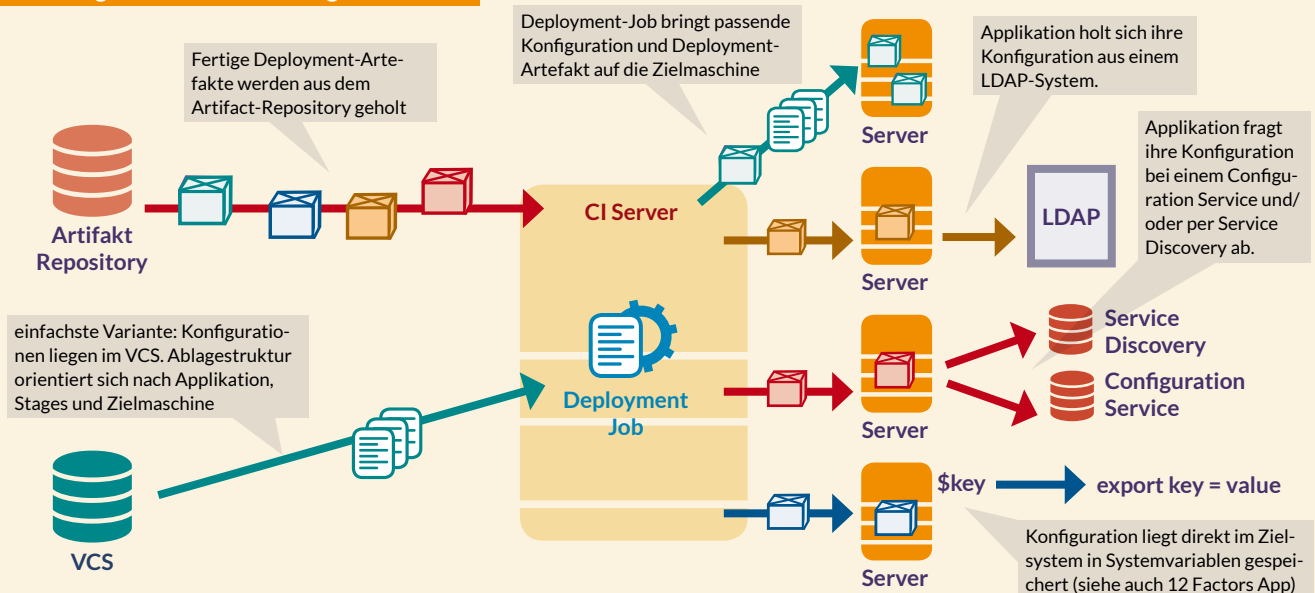 Fertige Deployment-Arte-
fakte werden aus dem
Artifact-Repository geholt
Deployment-Job bringt passende
Konfiguration und Deployment-
Artefakt auf die Zielmaschine
Applikation holt sich ihre
Konfiguration aus einem
LDAP-System.
Applikation fragt
ihre Konfiguration
bei einem Configu-
ration Service und/
oder per Service
Discovery ab.
Artifakt
Repository
CI Server
Server
Server
LDAP
einfachste Variante: Konfiguratio-
nen liegen im VCS. Ablagestruktur
orientiert sich nach Applikation,
Stages und Zielmaschine
Deployment
Job
Server
Service
Discovery
Configuration
Service
VCS
$key
export key = value
Server
Konfiguration liegt direkt im Ziel-
system in Systemvariablen gespei-
chert (siehe auch 12 Factors App)